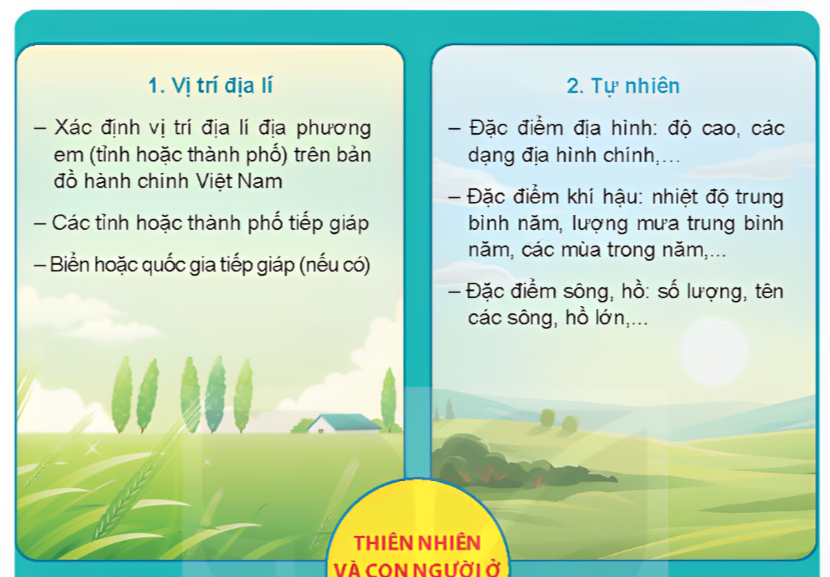 1. Vị trí địa lí
– Xác định vị trí địa lí địa phương
em (tỉnh hoặc thành phố) trên bản
đồ hành chính Việt Nam
– Các tỉnh hoặc thành phố tiếp giáp
– Biển hoặc quốc gia tiếp giáp (nếu có)
2. Tự nhiên
– Đặc điểm địa hình: độ cao, các
dạng địa hình chính,...
– Đặc điểm khí hậu: nhiệt độ trung
bình năm, lượng mưa trung bình
năm, các mùa trong năm,...
– Đặc điểm sông, hồ: số lượng, tên
các sông, hồ lớn,...
THIÊN NHIÊN
VÀ CON NGƯỜI Ở